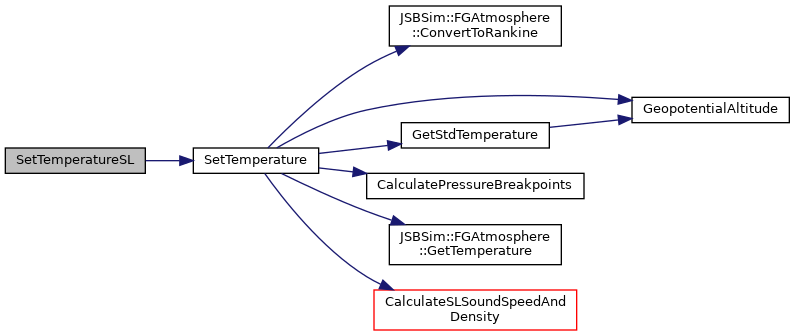 SetTemperatureSL
SetTemperature
JSBSim::FGAtmosphere
::ConvertToRankine
GeopotentialAltitude
GetStdTemperature
CalculatePressureBreakpoints
JSBSim::FGAtmosphere
::GetTemperature
CalculateSLSoundSpeedAnd
Density